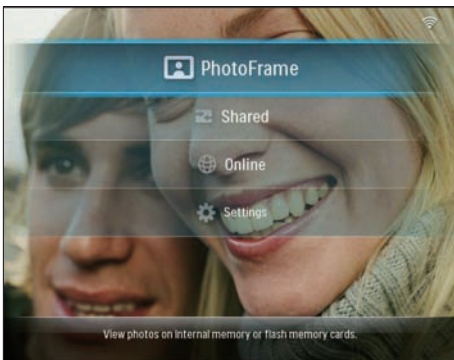 PhotoFrame
Shared
Online
Settings
View photos on internal memory or flash memory cards.